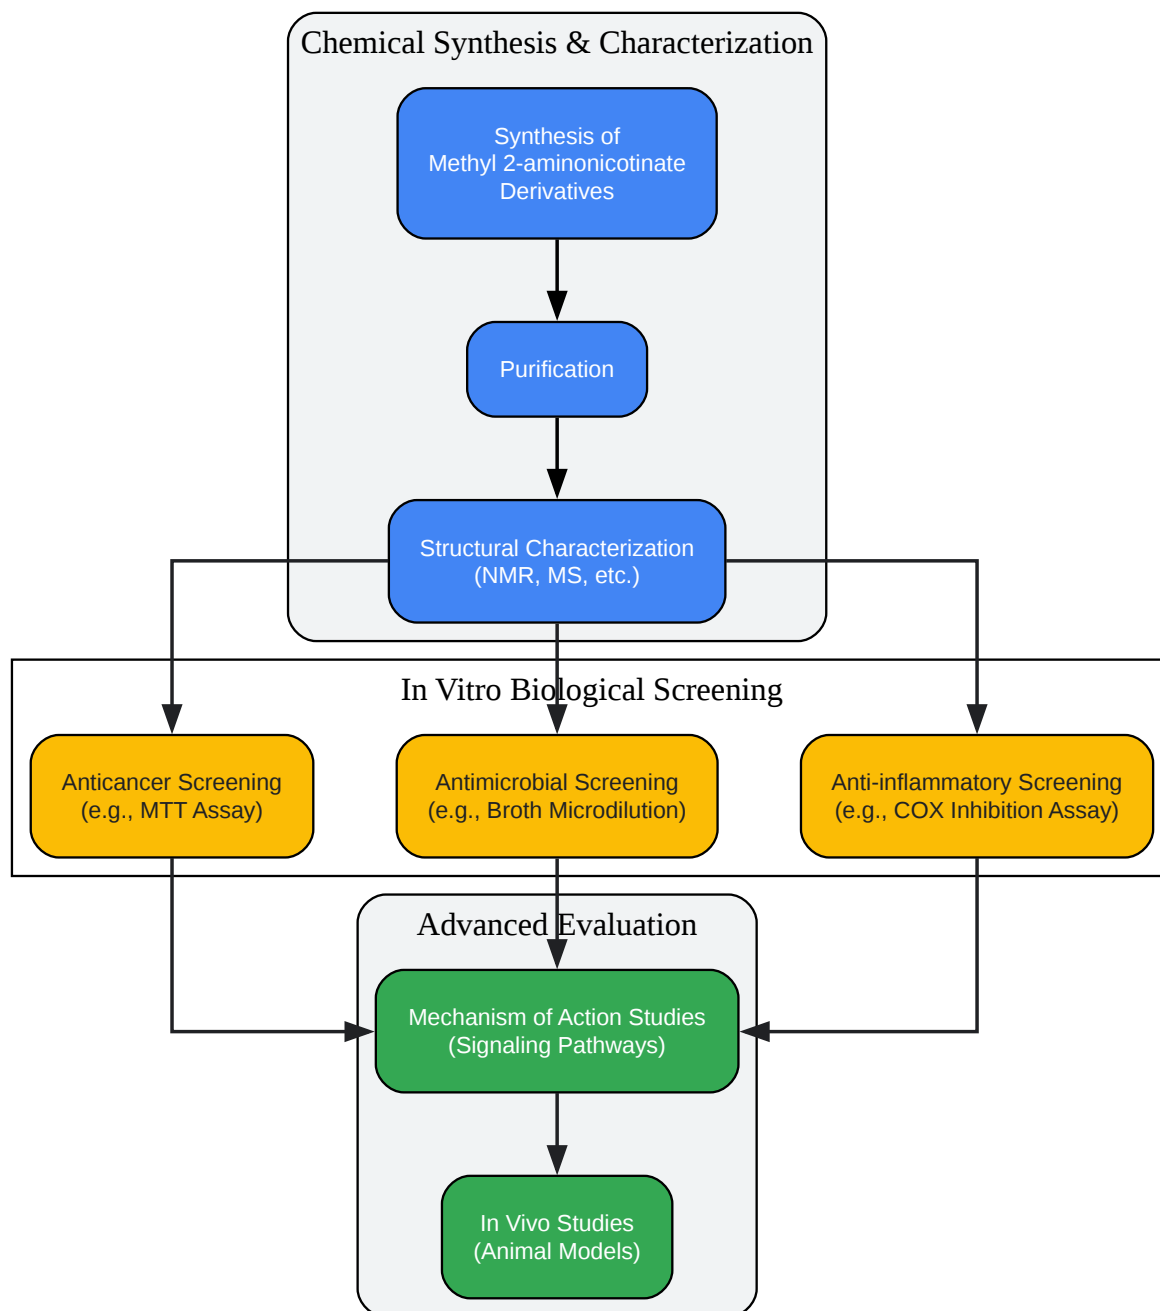 Chemical Synthesis & Characterization
Synthesis of
Methyl 2-aminonicotinate
Derivatives
Purification
Structural Characterization
(NMR, MS, etc.)
In Vitro Biological Screening
Anticancer Screening
(e.g., MTT Assay)
Antimicrobial Screening
(e.g., Broth Microdilution)
Anti-inflammatory Screening
(e.g., COX Inhibition Assay)
Advanced Evaluation
Mechanism of Action Studies
(Signaling Pathways)
In Vivo Studies
(Animal Models)